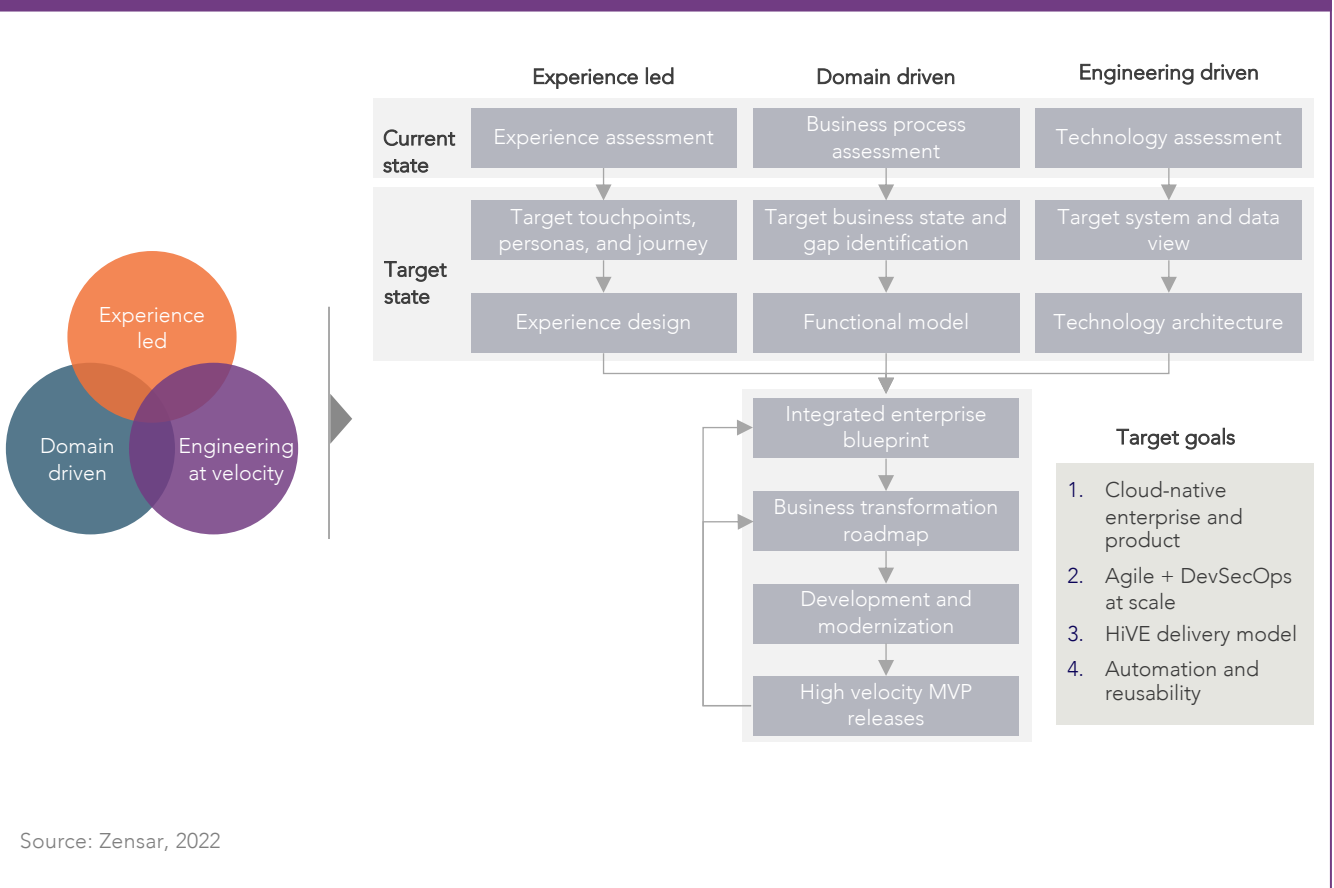 Experience led
Domain driven
Engineering driven
Current
state
Experience assessment
Business process
assessment
Technology assessment
Target
state
Target touchpoints,
personas, and journey
Target business state and
gap identification
Target system and data
view
Experience design
Functional model
Technology architecture
Experience
led
Domain
driven
Engineering
at velocity
Integrated enterprise
blueprint
Business transformation
roadmap
Development and
modernization
High velocity MVP
releases
Target goals
1. Cloud-native
enterprise and
product
2. Agile + DevSecOps
at scale
3. HiVE delivery model
4. Automation and
reusability
Source: Zensar, 2022